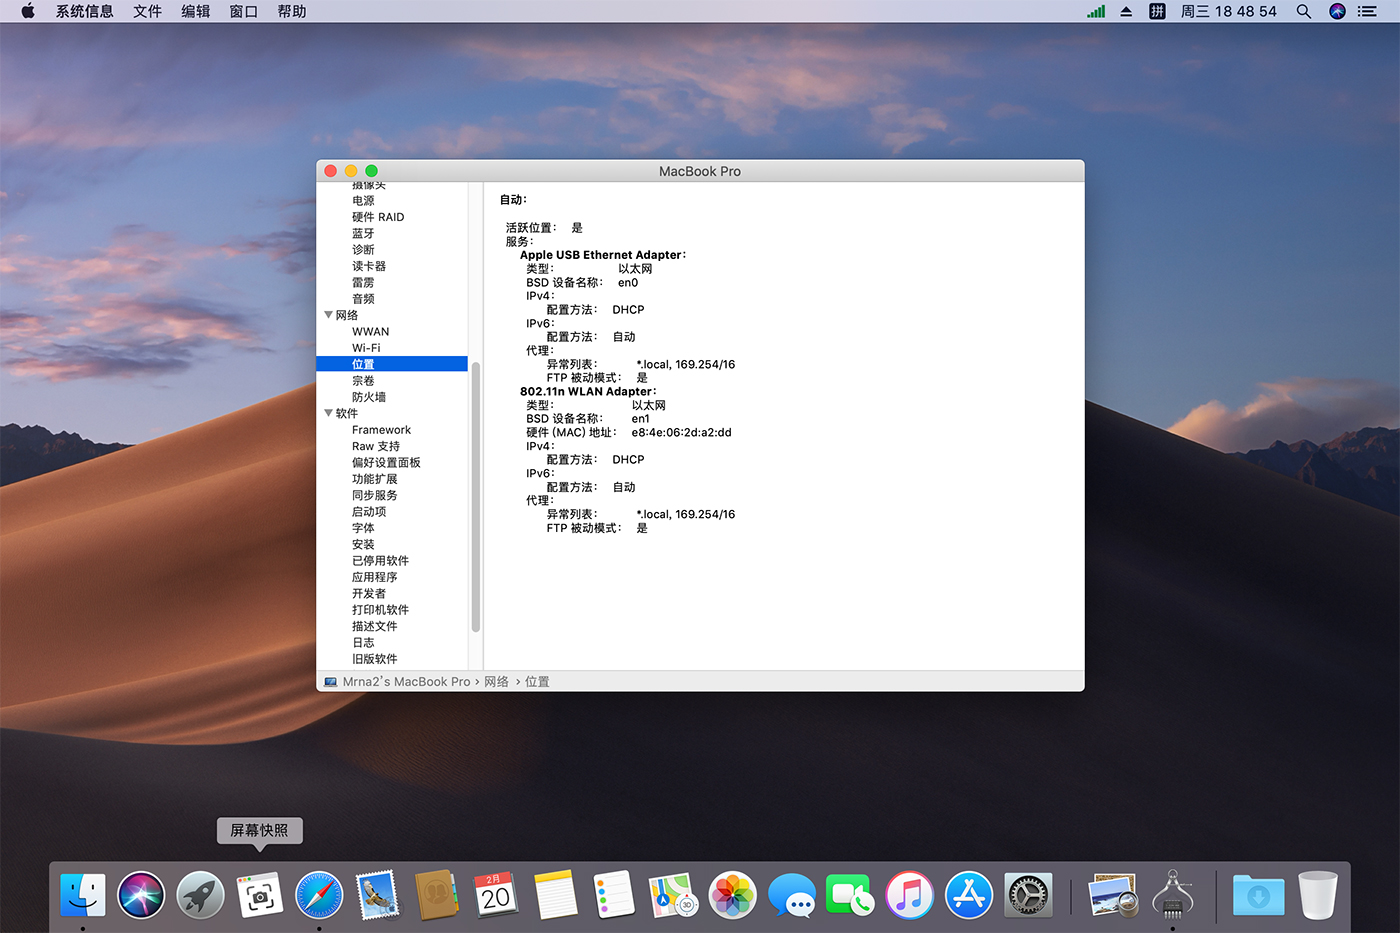 系统信息 文件 编辑 窗口 帮助
拼 周三 18 48 54
MacBook Pro
摄像头
电源
硬件 RAID
蓝牙
诊断
读卡器
雷雳
音频
网络
WWAN
Wi-Fi
位置
宗卷
防火墙
软件
Framework
Raw 支持
偏好设置面板
功能扩展
同步服务
启动项
字体
安装
已停用软件
应用程序
开发者
打印机软件
描述文件
日志
旧版软件
自动：
活跃位置： 是
服务：
Apple USB Ethernet Adapter：
类型： 以太网
BSD 设备名称： en0
IPv4：
配置方法： DHCP
IPv6：
配置方法： 自动
代理：
异常列表： *.local, 169.254/16
FTP 被动模式： 是
802.11n WLAN Adapter：
类型： 以太网
BSD 设备名称： en1
硬件 (MAC) 地址： e8:4e:06:2d:a2:dd
IPv4：
配置方法： DHCP
IPv6：
配置方法： 自动
代理：
异常列表： *.local, 169.254/16
FTP 被动模式： 是
Mrna2's MacBook Pro › 网络 › 位置
屏幕快照
2月
20
3D